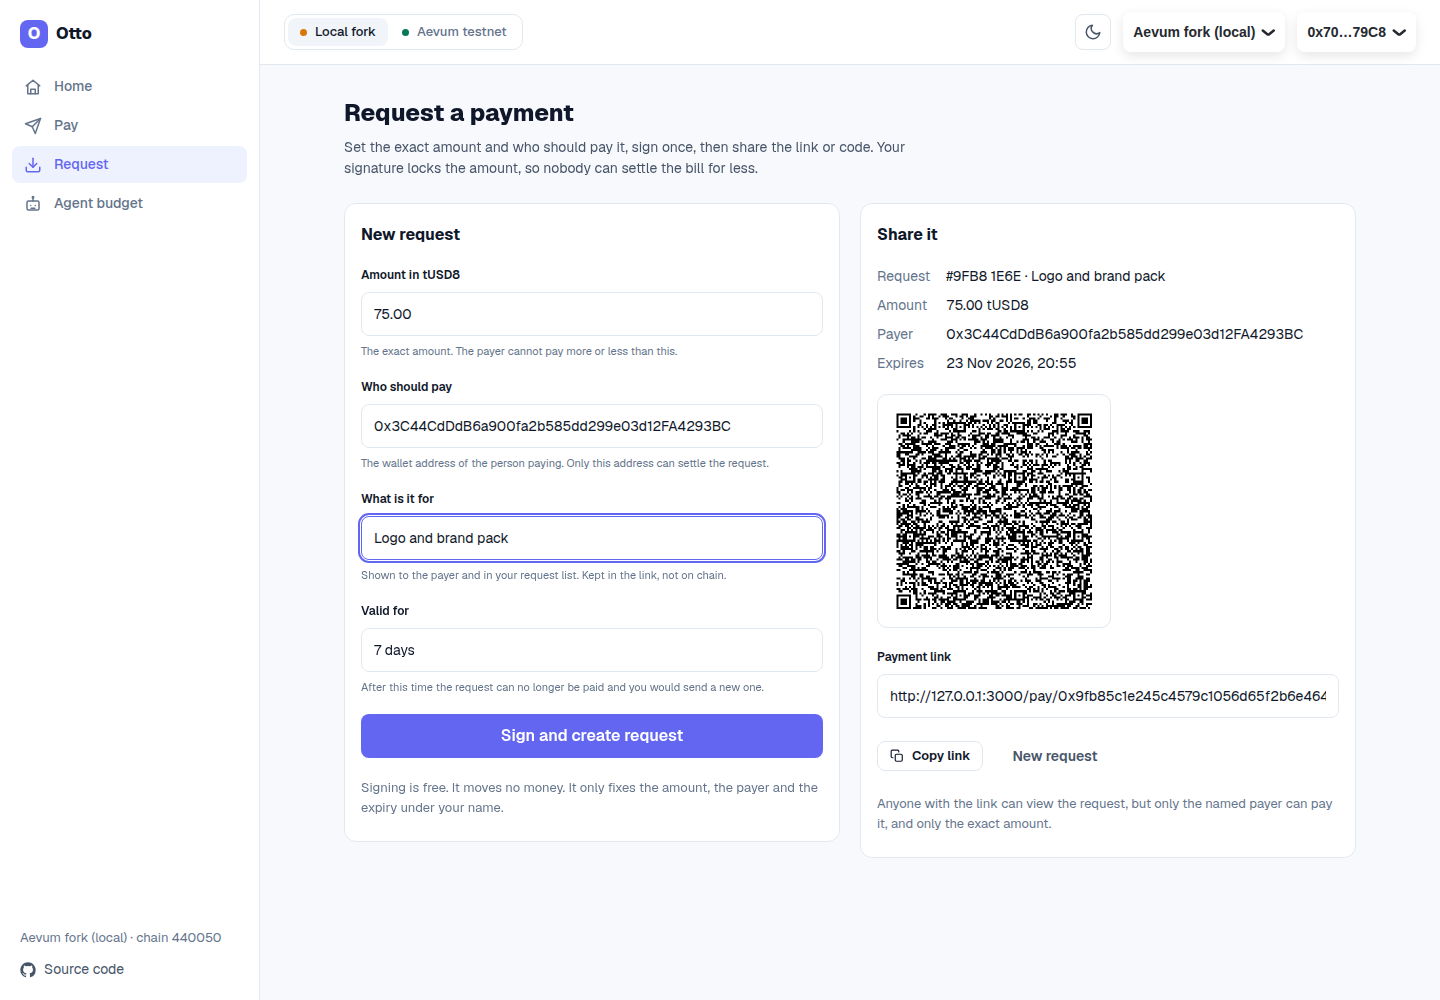 O Otto
Home
Pay
Request
Agent budget
Aevum fork (local) · chain 440050
Source code
Local fork
Aevum testnet
Aevum fork (local)
0x70...79C8
Request a payment
Set the exact amount and who should pay it, sign once, then share the link or code. Your
signature locks the amount, so nobody can settle the bill for less.
New request
Amount in tUSD8
75.00
The exact amount. The payer cannot pay more or less than this.
Who should pay
0x3C44CdDdB6a900fa2b585dd299e03d12FA4293BC
The wallet address of the person paying. Only this address can settle the request.
What is it for
Logo and brand pack
Shown to the payer and in your request list. Kept in the link, not on chain.
Valid for
7 days
After this time the request can no longer be paid and you would send a new one.
Sign and create request
Signing is free. It moves no money. It only fixes the amount, the payer and the
expiry under your name.
Share it
Request #9FB8 1E6E · Logo and brand pack
Amount 75.00 tUSD8
Payer 0x3C44CdDdB6a900fa2b585dd299e03d12FA4293BC
Expires 23 Nov 2026, 20:55
Payment link
http://127.0.0.1:3000/pay/0x9fb85c1e245c4579c1056d65f2b6e464
Copy link
New request
Anyone with the link can view the request, but only the named payer can pay
it, and only the exact amount.